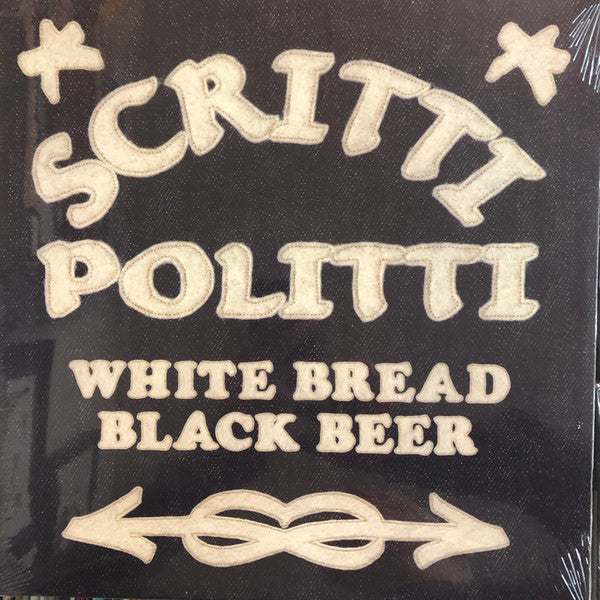 SCRITTI
POLITTI
WHITE BREAD
BLACK BEER